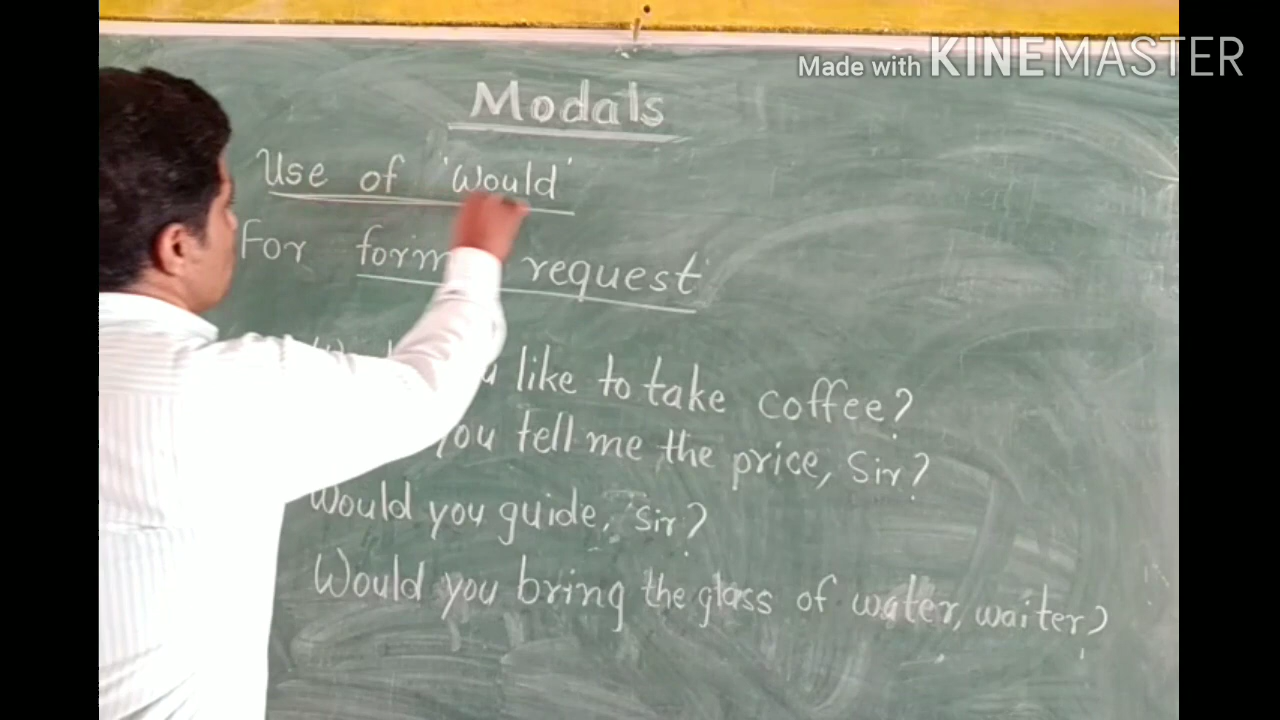 Made with KINEMASTER
Modals
Use of 'Would'
For request
like to take coffee?
you tell me the price, Sir?
Would you guide, Sir?
Would you bring the glass of water, waiter?